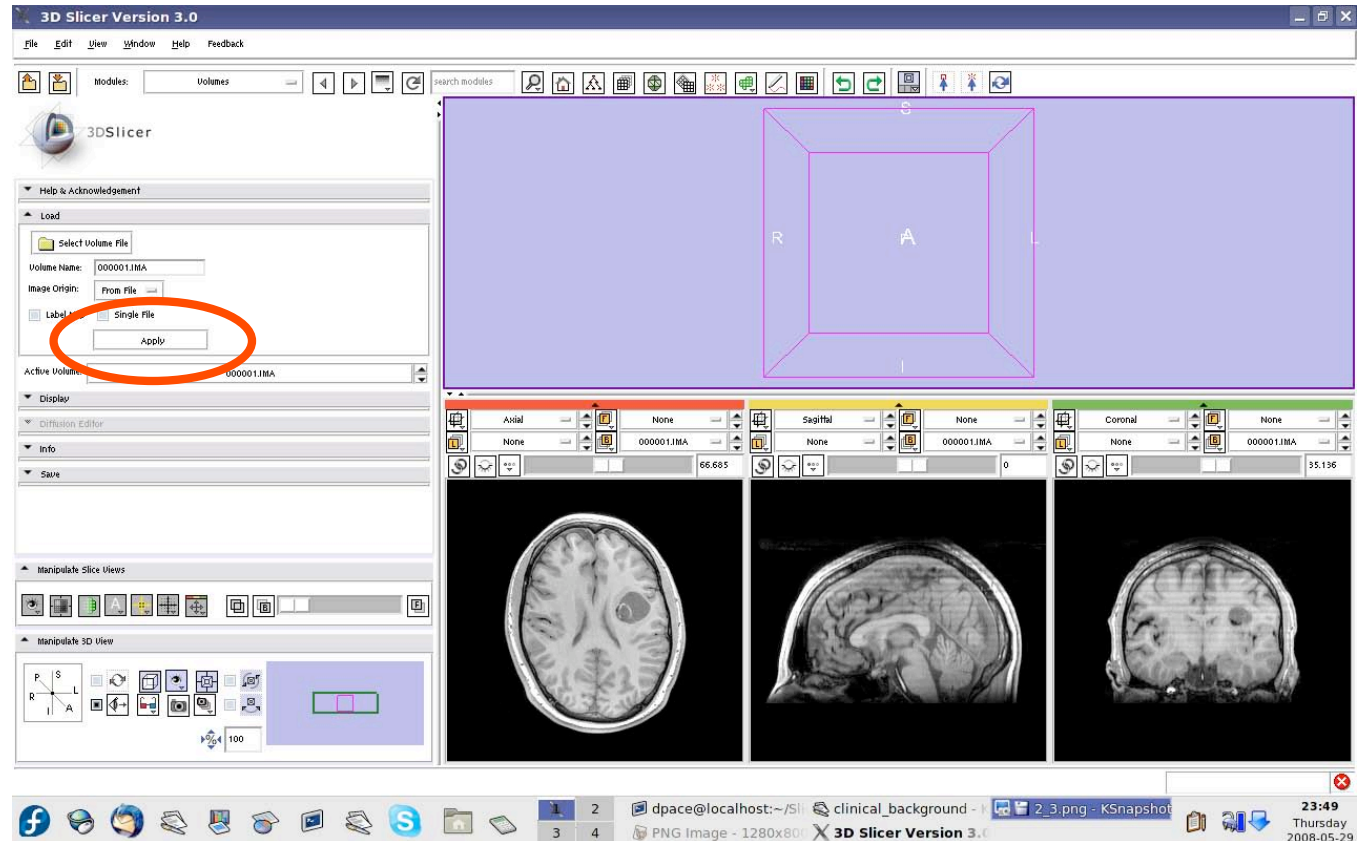 3D Slicer Version 3.0
File Edit View Window Help Feedback
Modules: Volumes search modules
3DSlicer
Help & Acknowledgement
Load
Select Volume File
Volume Name: 000001.IMA
Image Origin: From File
Single File
Apply
Active Volume: 000001.IMA
Display
Diffusion Editor
Info
Save
Manipulate Slice Views
Manipulate 3D View
P S
R L
I A
100
S
R A L
I
Axial None
None 000001.IMA
66.685
Sagittal None
None 000001.IMA
0
Coronal None
None 000001.IMA
35.136
1 2
3 4
dpace@localhost:~/Sli
clinical_background -
2_3.png - KSnapshot
PNG Image - 1280x800
3D Slicer Version 3.0
23:49
Thursday
2008-05-29